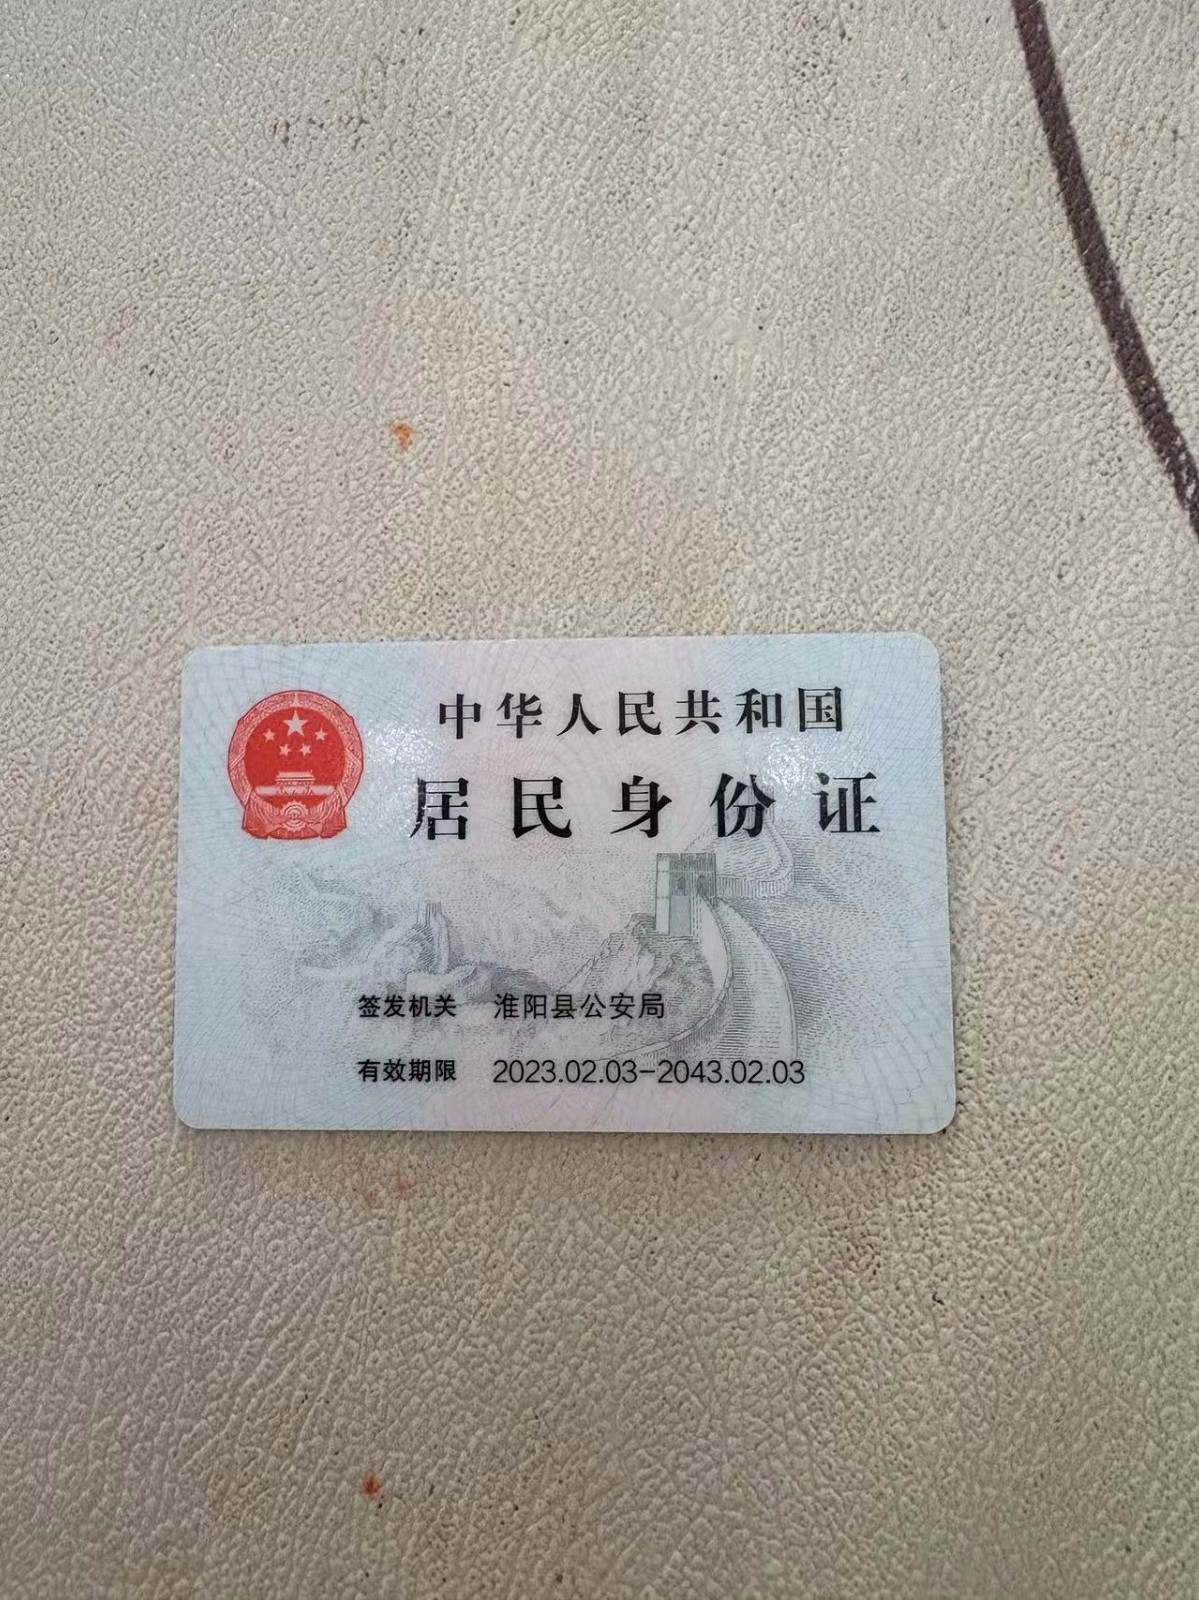 中华人民共和国
居民身份证
签发机关 淮阳县公安局
有效期限 2023.02.03-2043.02.03